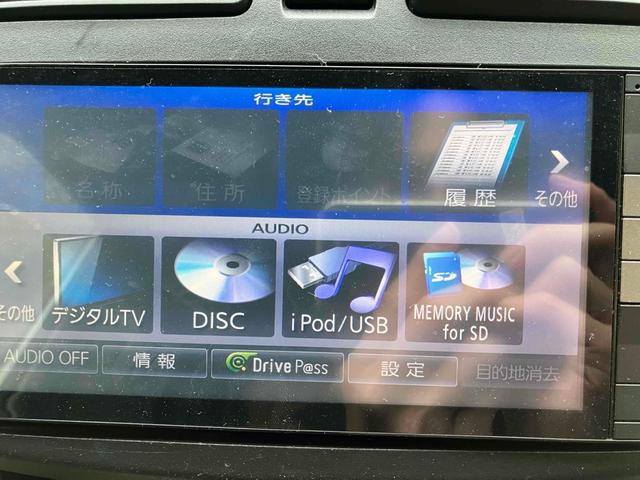 行き先
名称
住所
登録ポイント
履歴
その他
AUDIO
その他
デジタルTV
DISC
iPod/USB
SD
MEMORY MUSIC
for SD
AUDIO OFF
情報
DriveP@ss
設定
目的地消去